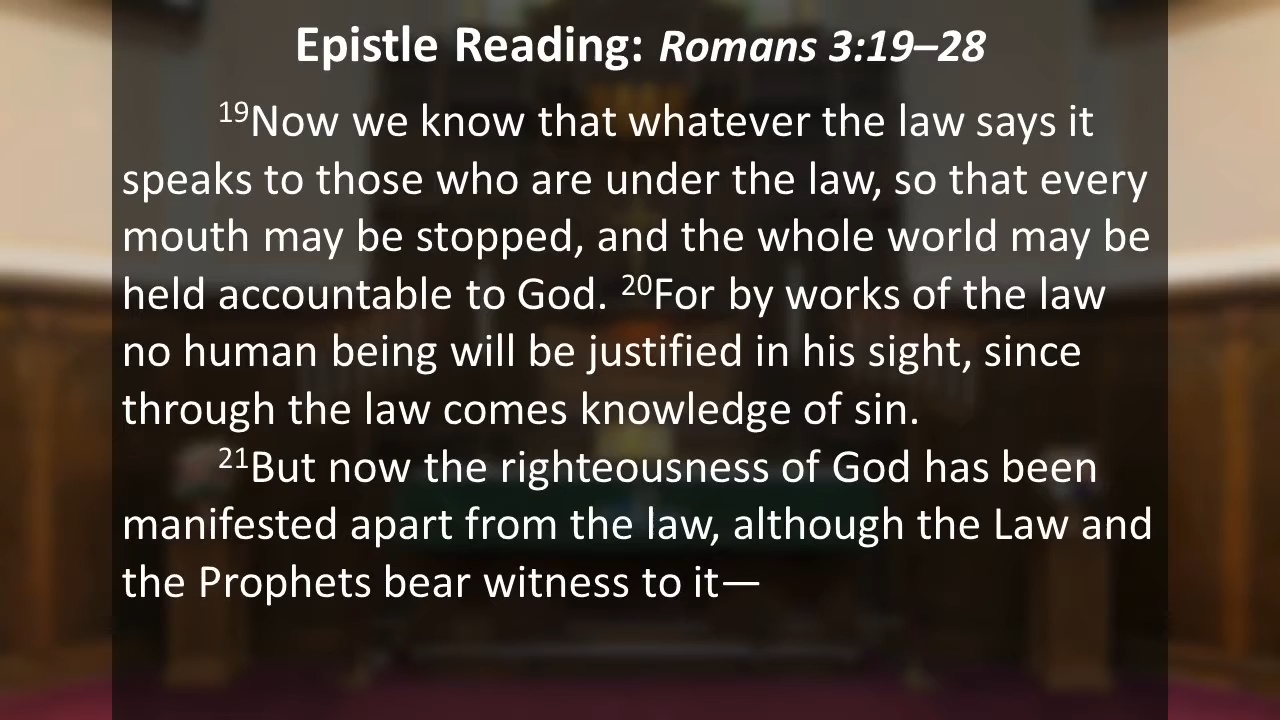 Epistle Reading: Romans 3:19–28
19Now we know that whatever the law says it
speaks to those who are under the law, so that every
mouth may be stopped, and the whole world may be
held accountable to God. 20For by works of the law
no human being will be justified in his sight, since
through the law comes knowledge of sin.
21But now the righteousness of God has been
manifested apart from the law, although the Law and
the Prophets bear witness to it—